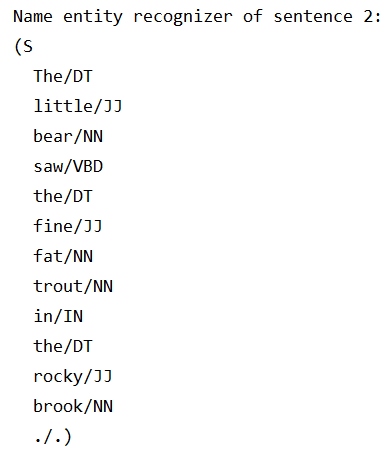 Name entity recognizer of sentence 2:
(S
The/DT
little/JJ
bear/NN
saw/VBD
the/DT
fine/JJ
fat/NN
trout/NN
in/IN
the/DT
rocky/JJ
brook/NN
./.)